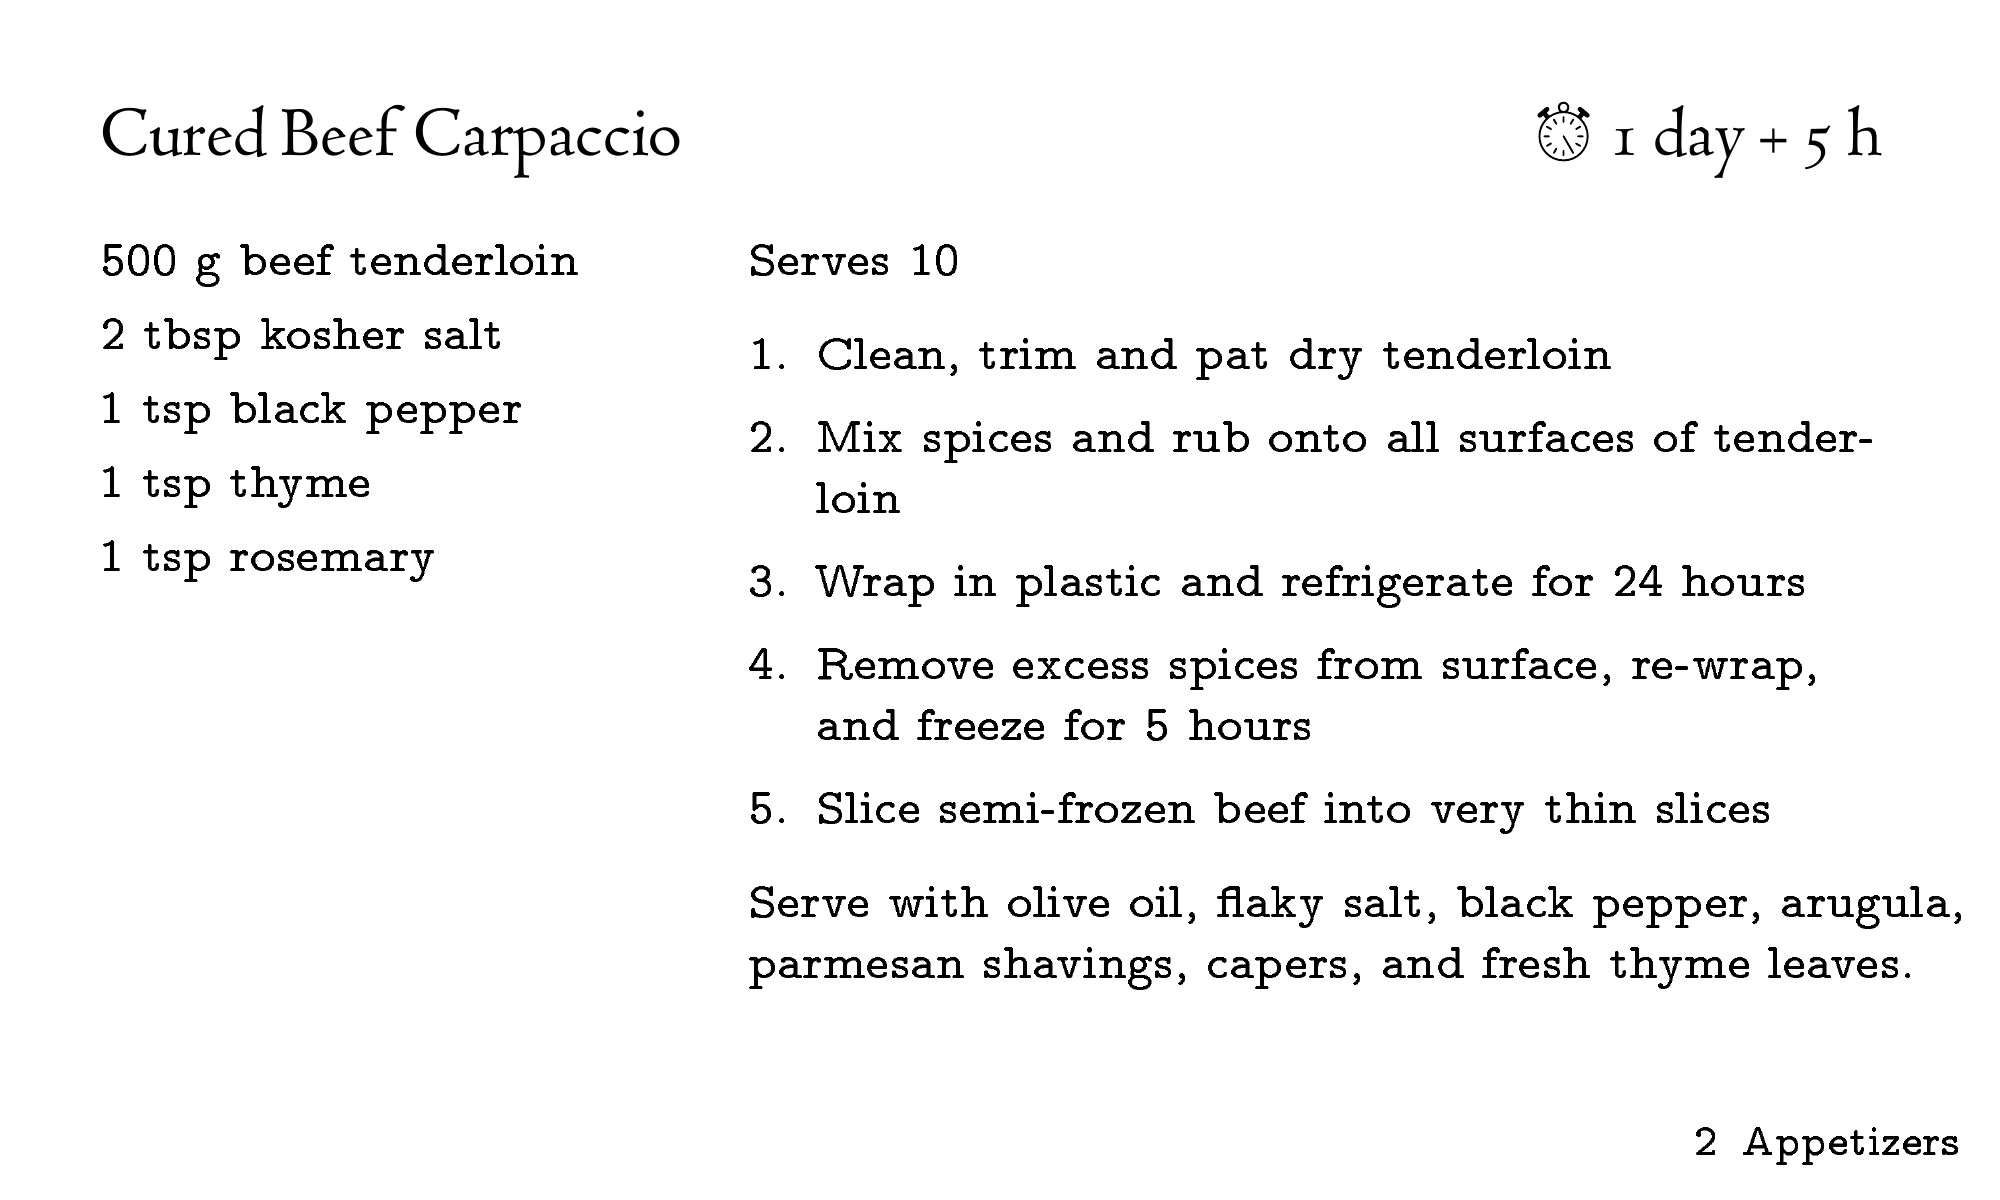 Cured Beef Carpaccio
1 day + 5 h
500 g beef tenderloin
2 tbsp kosher salt
1 tsp black pepper
1 tsp thyme
1 tsp rosemary
Serves 10
1. Clean, trim and pat dry tenderloin
2. Mix spices and rub onto all surfaces of tender-
loin
3. Wrap in plastic and refrigerate for 24 hours
4. Remove excess spices from surface, re-wrap,
and freeze for 5 hours
5. Slice semi-frozen beef into very thin slices
Serve with olive oil, flaky salt, black pepper, arugula,
parmesan shavings, capers, and fresh thyme leaves.
2 Appetizers